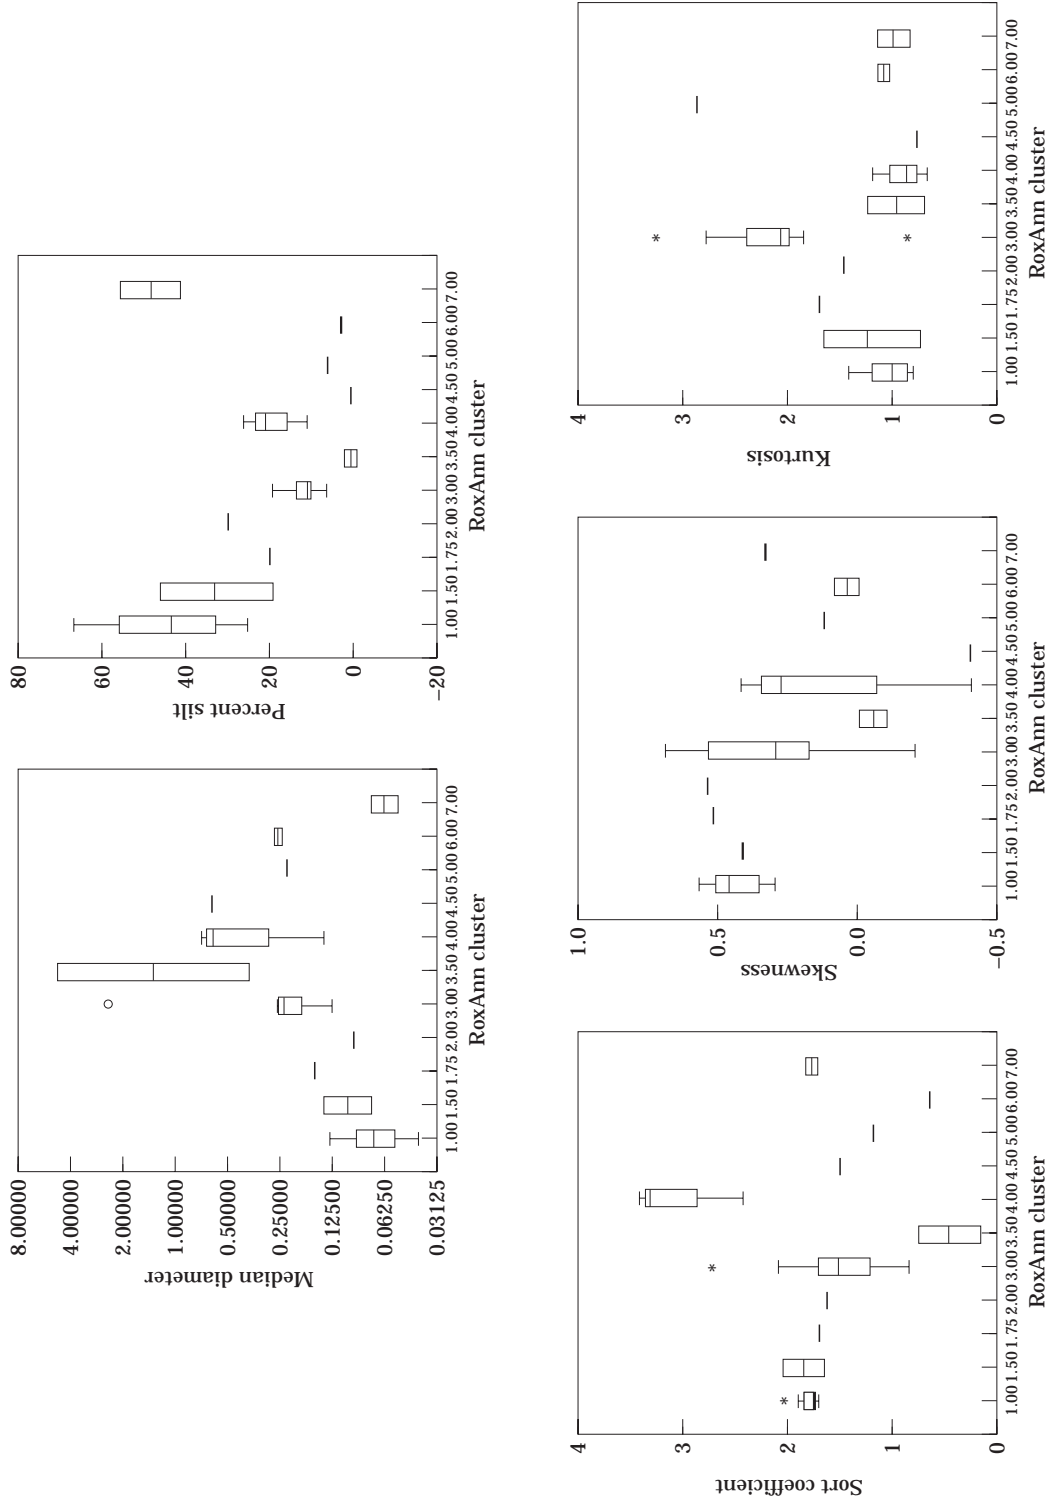 8.00000
4.00000
2.00000
1.00000
0.50000
0.25000
0.12500
0.06250
0.03125
Median diameter
1.00 1.50 1.75 2.00 3.00 3.50 4.00 4.50 5.00 6.00 7.00
RoxAnn cluster
80
60
40
20
0
–20
Percent silt
1.00 1.50 1.75 2.00 3.00 3.50 4.00 4.50 5.00 6.00 7.00
RoxAnn cluster
4
3
2
1
0
Sort coefficient
1.00 1.50 1.75 2.00 3.00 3.50 4.00 4.50 5.00 6.00 7.00
RoxAnn cluster
1.0
0.5
0.0
–0.5
Skewness
1.00 1.50 1.75 2.00 3.00 3.50 4.00 4.50 5.00 6.00 7.00
RoxAnn cluster
4
3
2
1
0
Kurtosis
1.00 1.50 1.75 2.00 3.00 3.50 4.00 4.50 5.00 6.00 7.00
RoxAnn cluster